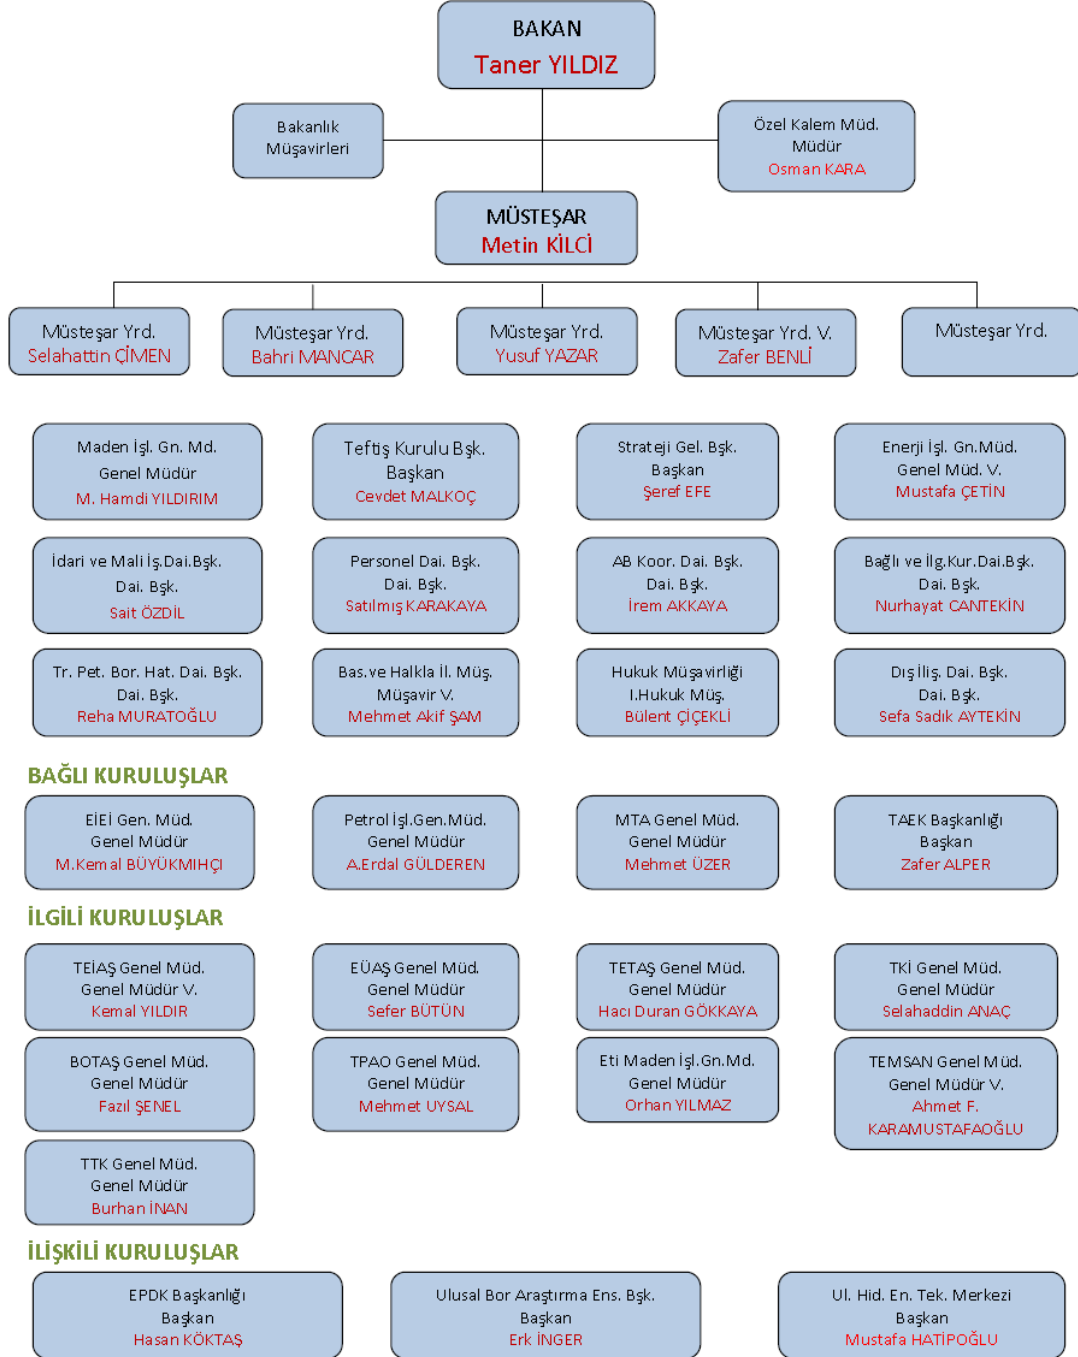 BAKAN
Taner YILDIZ
Bakanlık
Müşavirleri
Özel Kalem Müd.
Müdür
Osman KARA
MÜSTEŞAR
Metin KİLCİ
Müsteşar Yrd.
Selahattin ÇİMEN
Müsteşar Yrd.
Bahri MANCAR
Müsteşar Yrd.
Yusuf YAZAR
Müsteşar Yrd. V.
Zafer BENLİ
Müsteşar Yrd.
Maden İşl. Gn. Md.
Genel Müdür
M. Hamdi YILDIRIM
Teftiş Kurulu Bşk.
Başkan
Cevdet MALKOÇ
Strateji Gel. Bşk.
Başkan
Şeref EFE
Enerji İşl. Gn.Müd.
Genel Müd. V.
Mustafa ÇETİN
İdari ve Mali İş.Dai.Bşk.
Dai. Bşk.
Sait ÖZDİL
Personel Dai. Bşk.
Dai. Bşk.
Satılmış KARAKAYA
AB Koor. Dai. Bşk.
Dai. Bşk.
İrem AKKAYA
Bağlı ve İlg.Kur.Dai.Bşk.
Dai. Bşk.
Nurhayat CANTEKİN
Tr. Pet. Bor. Hat. Dai. Bşk.
Dai. Bşk.
Reha MURATOĞLU
Bas.ve Halkla İl. Müş.
Müşavir V.
Mehmet Akif ŞAM
Hukuk Müşavirliği
I.Hukuk Müş.
Bülent ÇİÇEKLİ
Dış İliş. Dai. Bşk.
Dai. Bşk.
Sefa Sadık AYTEKİN
BAĞLI KURULUŞLAR
EİEİ Gen. Müd.
Genel Müdür
M.Kemal BÜYÜKMIHÇI
Petrol İşl.Gen.Müd.
Genel Müdür
A.Erdal GÜLDEREN
MTA Genel Müd.
Genel Müdür
Mehmet ÜZER
TAEK Başkanlığı
Başkan
Zafer ALPER
İLGİLİ KURULUŞLAR
TEİAŞ Genel Müd.
Genel Müdür V.
Kemal YILDIR
EÜAŞ Genel Müd.
Genel Müdür
Sefer BÜTÜN
TETAŞ Genel Müd.
Genel Müdür
Hacı Duran GÖKKAYA
TKİ Genel Müd.
Genel Müdür
Selahaddin ANAÇ
BOTAŞ Genel Müd.
Genel Müdür
Fazıl ŞENEL
TPAO Genel Müd.
Genel Müdür
Mehmet UYSAL
Eti Maden İşl.Gn.Md.
Genel Müdür
Orhan YILMAZ
TEMSAN Genel Müd.
Genel Müdür V.
Ahmet F.
KARAMUSTAFAOĞLU
TTK Genel Müd.
Genel Müdür
Burhan İNAN
İLİŞKİLİ KURULUŞLAR
EPDK Başkanlığı
Başkan
Hasan KÖKTAŞ
Ulusal Bor Araştırma Ens. Bşk.
Başkan
Erk İNGER
Ul. Hid. En. Tek. Merkezi
Başkan
Mustafa HATİPOĞLU